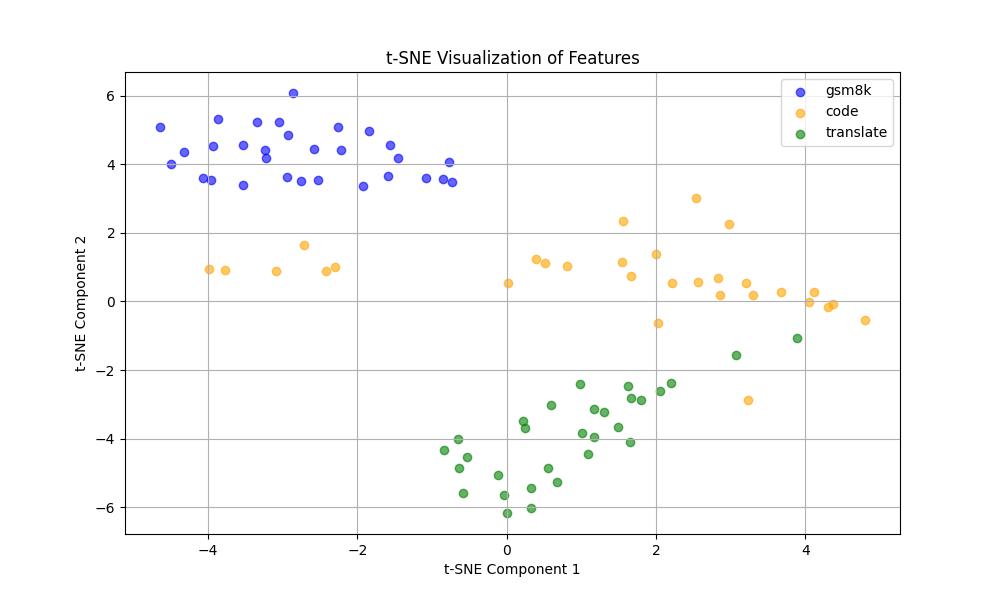 t-SNE Visualization of Features
gsm8k
code
translate
t-SNE Component 2
6
4
2
0
−2
−4
−6
−4
−2
0
2
4
t-SNE Component 1